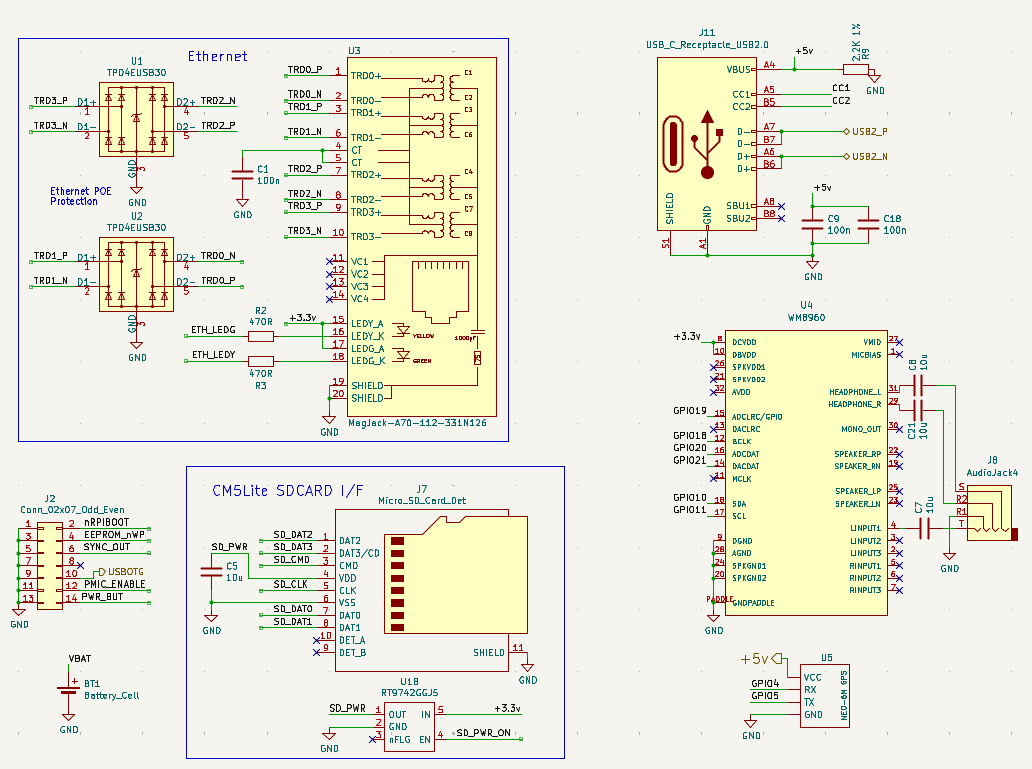 Ethernet
U1
TPD4EUSB30
TRD3_P D1+ 1 D2+ 4 TRD2_N
TRD3_N D1- 2 D2- 5 TRD2_P
GND 3
GND
Ethernet POE
Protection
U2
TPD4EUSB30
TRD1_P D1+ 1 D2+ 4 TRD0_N
TRD1_N D1- 2 D2- 5 TRD0_P
GND 3
GND
C1
100n
GND
R2
470R
ETH_LEDG
ETH_LEDY
470R
R3
+3.3v
GND
U3
TRD0_P 1 TRD0+
TRD0_N 2 TRD0-
TRD1_P 3 TRD1+
TRD1_N 6 TRD1-
4 CT
5 CT
TRD2_P 7 TRD2+
TRD2_N 8 TRD2-
TRD3_P 9 TRD3+
TRD3_N 10 TRD3-
11 VC1
12 VC2
13 VC3
14 VC4
15 LEDY_A
16 LEDY_K
17 LEDG_A
18 LEDG_K
19 SHIELD
20 SHIELD
C1
C2
C3
C6
C4
C5
C7
C8
YELLOW
GREEN
1000pF
75
MagJack-A70-112-331N126
J11
USB_C_Receptacle_USB2.0
VBUS A4
+5v
2.2K 1%
R9
GND
CC1 A5 CC1
CC2 B5 CC2
D- A7 USB2_P
D- B7
D+ A6 USB2_N
D+ B6
SBU1 A8
SBU2 B8
SHIELD
GND
S1
A1
+5v
C9
100n
C18
100n
GND
U4
WM8960
+3.3v
8 DCVDD
10 DBVDD
26 SPKVDD1
21 SPKVDD2
32 AVDD
GPIO19 15 ADCLRC/GPIO
13 DACLRC
GPIO18 12 BCLK
GPIO20 16 ADCDAT
GPIO21 14 DACDAT
11 MCLK
GPIO10 18 SDA
GPIO11 17 SCL
9 DGND
28 AGND
24 SPKGND1
20 SPKGND2
PADDLE GNDPADDLE
GND
VMID 27
MICBIAS 1
HEADPHONE_L 31
HEADPHONE_R 29
MONO_OUT 30
SPEAKER_RP 22
SPEAKER_RN 19
SPEAKER_LP 25
SPEAKER_LN 23
LINPUT1 4
LINPUT2 3
LINPUT3 2
RINPUT1 5
RINPUT2 6
RINPUT3 7
C8
10u
C21
10u
C7
10u
J8
AudioJack4
S
R2
R1
T
GND
J2
Conn_02x07_Odd_Even
1 2 nRPIBOOT
3 4 EEPROM_nWP
5 6 SYNC_OUT
7 8
9 10 USBOTG
11 12 PMIC_ENABLE
13 14 PWR_BUT
GND
VBAT
BT1
Battery_Cell
GND
CM5Lite SDCARD I/F
J7
Micro_SD_Card_Det
SD_PWR
C5
10u
GND
SD_DAT2 1 DAT2
SD_DAT3 2 DAT3/CD
SD_CMD 3 CMD
4 VDD
SD_CLK 5 CLK
6 VSS
SD_DAT0 7 DAT0
SD_DAT1 8 DAT1
10 DET_A
9 DET_B
SHIELD 11
GND
U18
RT9742GGJ5
SD_PWR 1 OUT IN 5 +3.3v
2 GND
3 nFLG EN 4 SD_PWR_ON
GND
+5v
U5
VCC
GPIO4 RX
GPIO5 TX
GND
GND
NEO-6M GPS